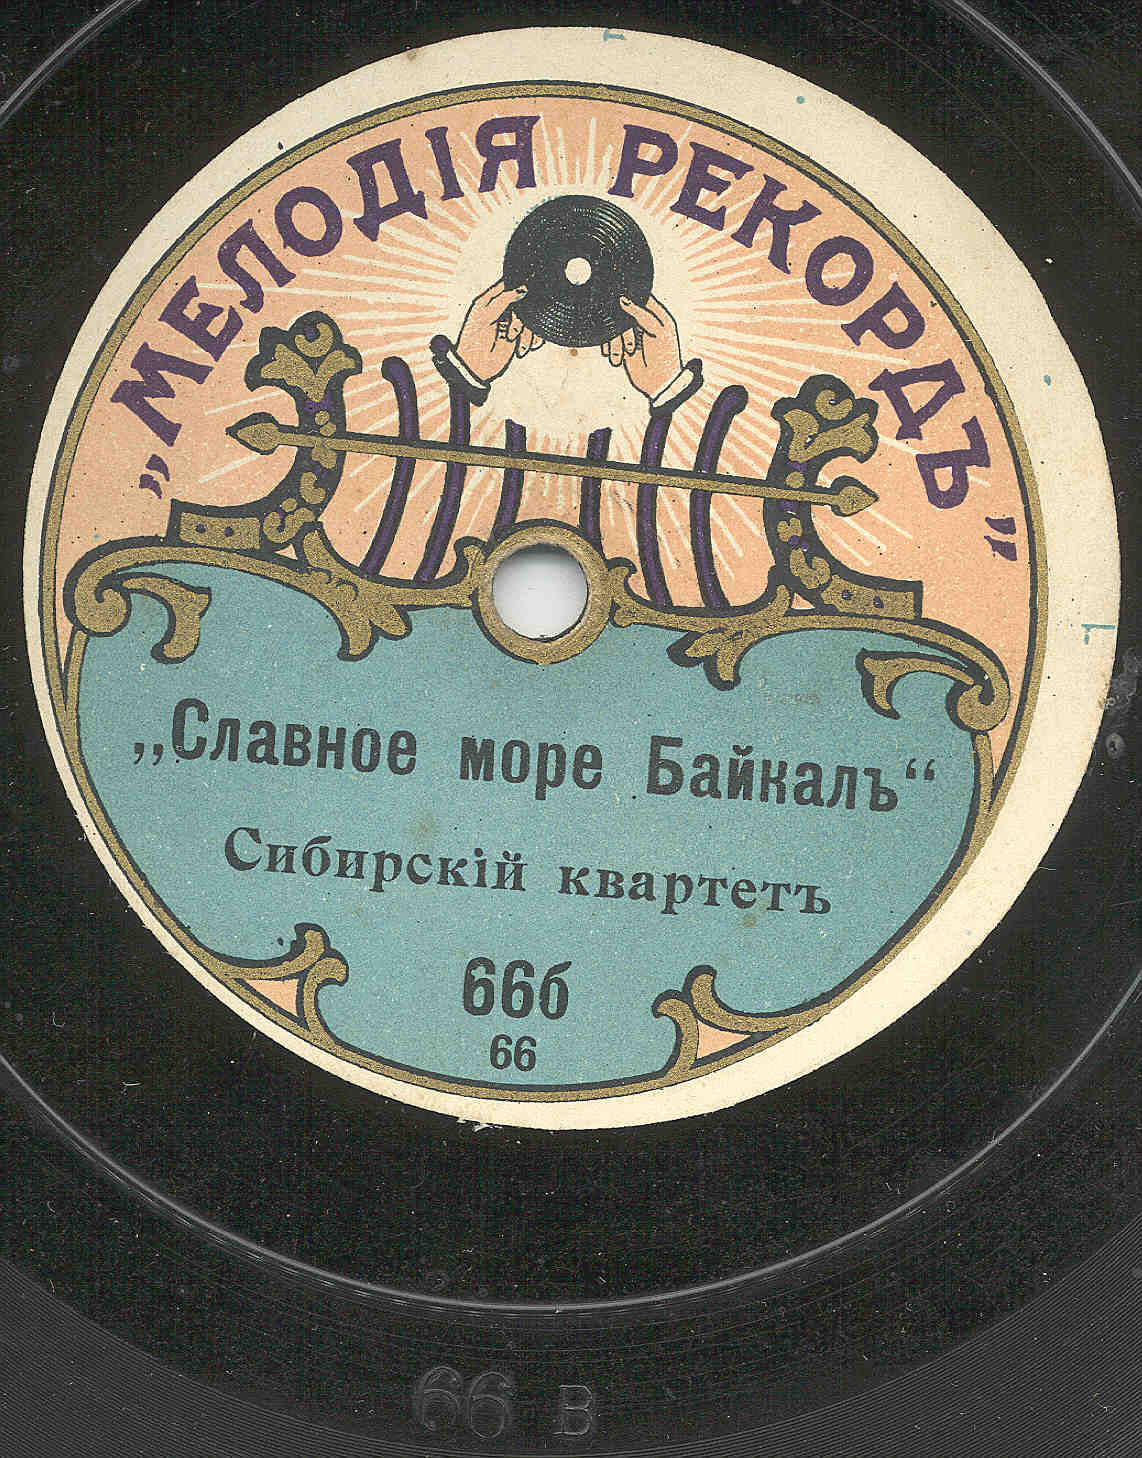 „МЕЛОДІЯ РЕКОРДЪ”
„Славное море Байкалъ“
Сибирскій квартетъ
66б
66
66 B